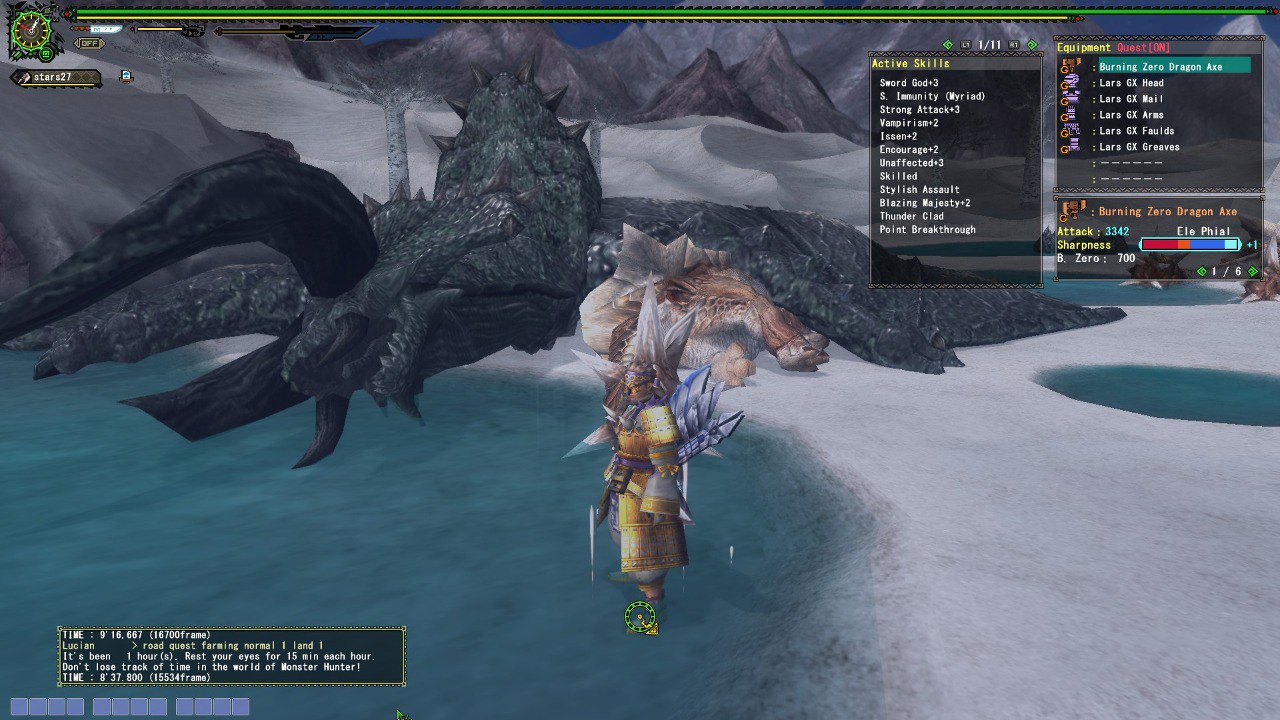 OFF
stars27
L1 1/11 R1
Active Skills
Sword God+3
S. Immunity (Myriad)
Strong Attack+3
Vampirism+2
Issen+2
Encourage+2
Unaffected+3
Skilled
Stylish Assault
Blazing Majesty+2
Thunder Clad
Point Breakthrough
Equipment Quest[ON]
G : Burning Zero Dragon Axe
G : Lars GX Head
G : Lars GX Mail
G : Lars GX Arms
G : Lars GX Faulds
G : Lars GX Greaves
: ------
: ------
G : Burning Zero Dragon Axe
Attack : 3342 Ele Phial
Sharpness +1
B. Zero : 700
1 / 6
TIME : 9'16.667 (16700frame)
Lucian > road quest farming normal 1 land 1
It's been 1 hour(s). Rest your eyes for 15 min each hour.
Don't lose track of time in the world of Monster Hunter!
TIME : 8'37.800 (15534frame)